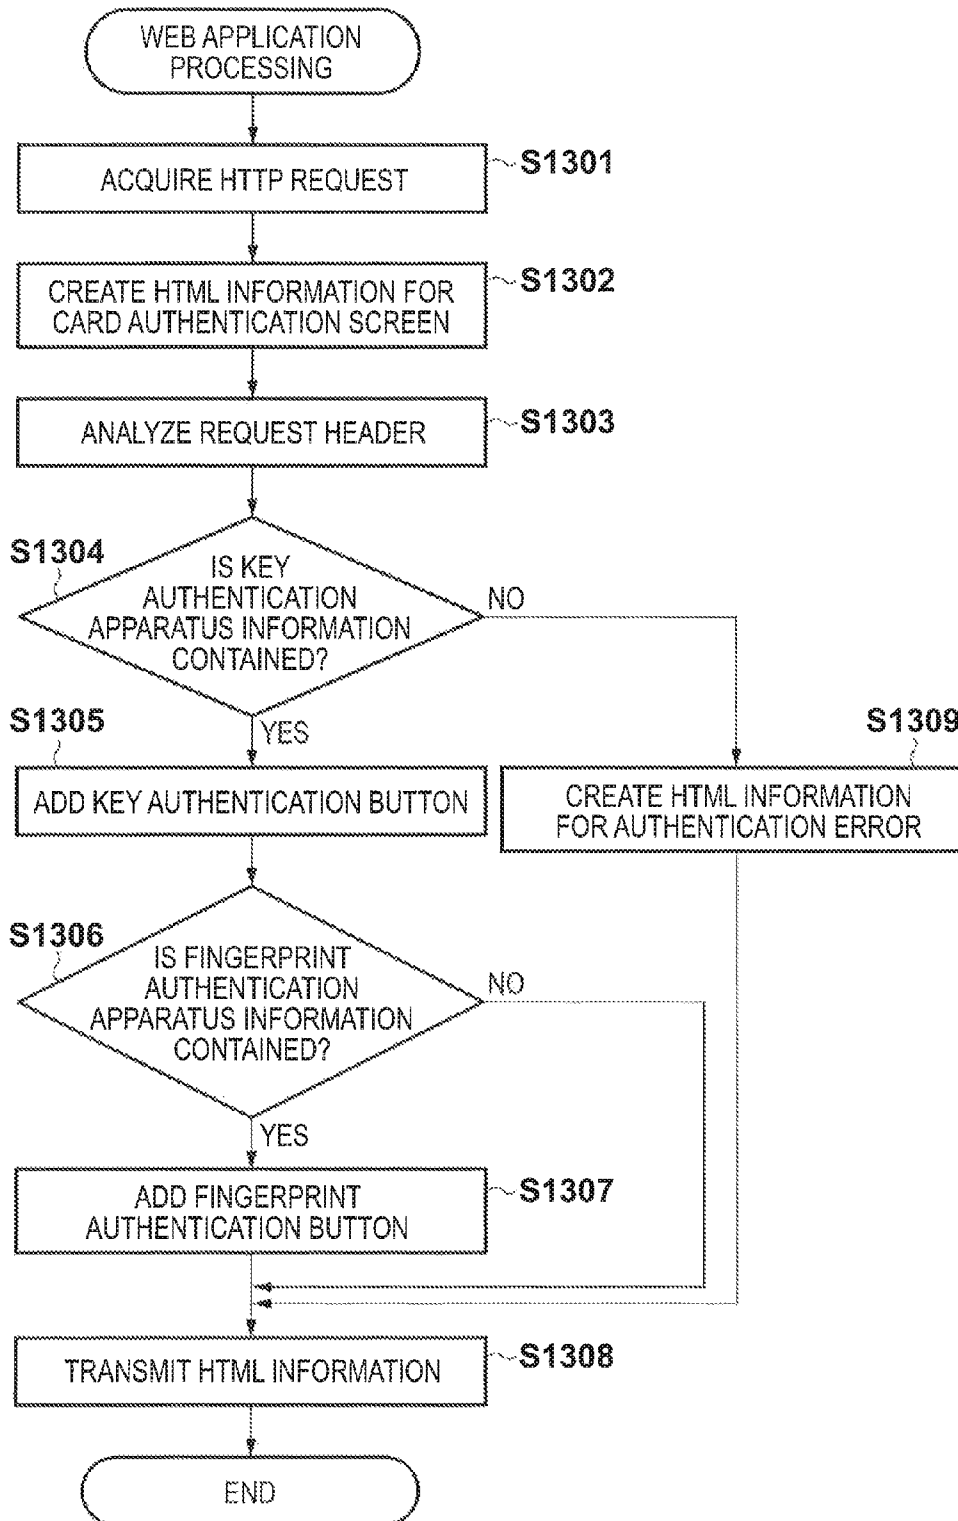 WEB APPLICATION
PROCESSING
S1301
ACQUIRE HTTP REQUEST
S1302
CREATE HTML INFORMATION FOR
CARD AUTHENTICATION SCREEN
S1303
ANALYZE REQUEST HEADER
S1304
IS KEY
AUTHENTICATION
APPARATUS INFORMATION
CONTAINED?
NO
YES
S1305
ADD KEY AUTHENTICATION BUTTON
S1309
CREATE HTML INFORMATION
FOR AUTHENTICATION ERROR
S1306
IS FINGERPRINT
AUTHENTICATION
APPARATUS INFORMATION
CONTAINED?
NO
YES
S1307
ADD FINGERPRINT
AUTHENTICATION BUTTON
S1308
TRANSMIT HTML INFORMATION
END